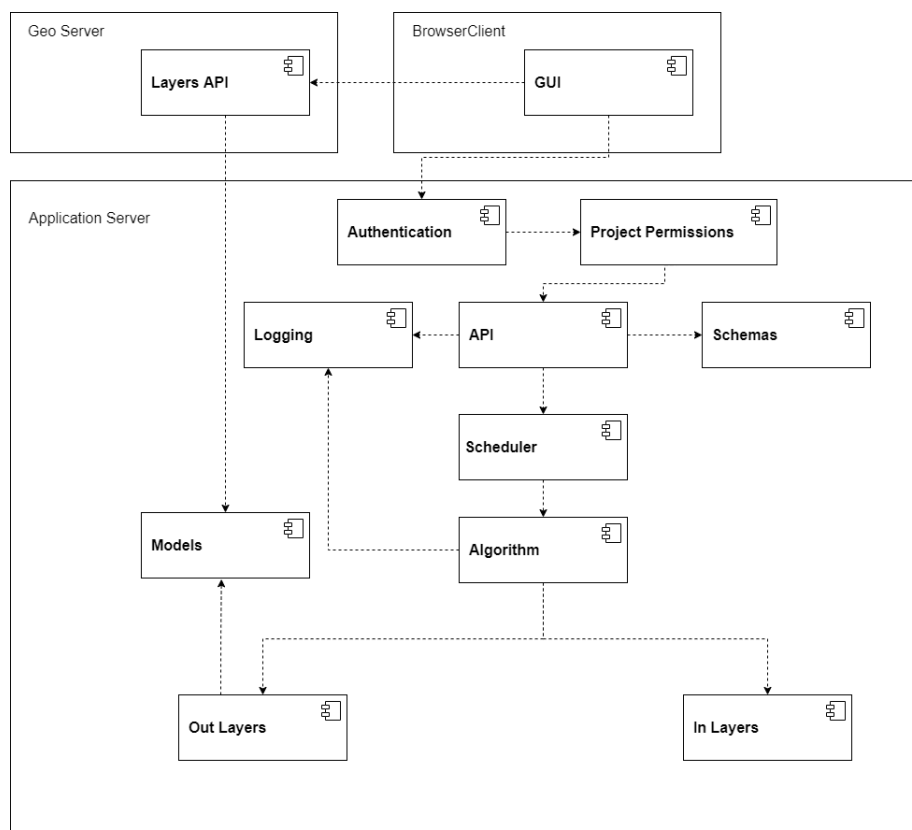 Geo Server
BrowserClient
Layers API
GUI
Application Server
Authentication
Project Permissions
Logging
API
Schemas
Scheduler
Models
Algorithm
Out Layers
In Layers